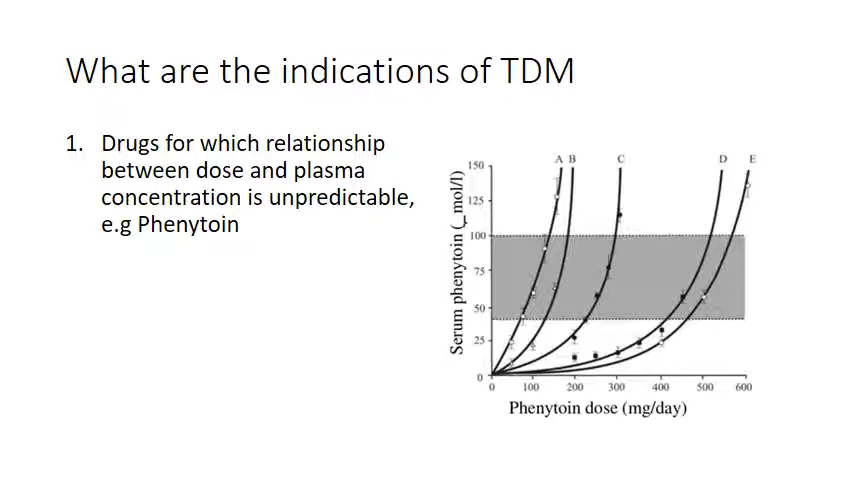 What are the indications of TDM
1. Drugs for which relationship
between dose and plasma
concentration is unpredictable,
e.g Phenytoin
A B C D E
150
125
100
75
50
25
0
Serum phenytoin (_mol/l)
0 100 200 300 400 500 600
Phenytoin dose (mg/day)